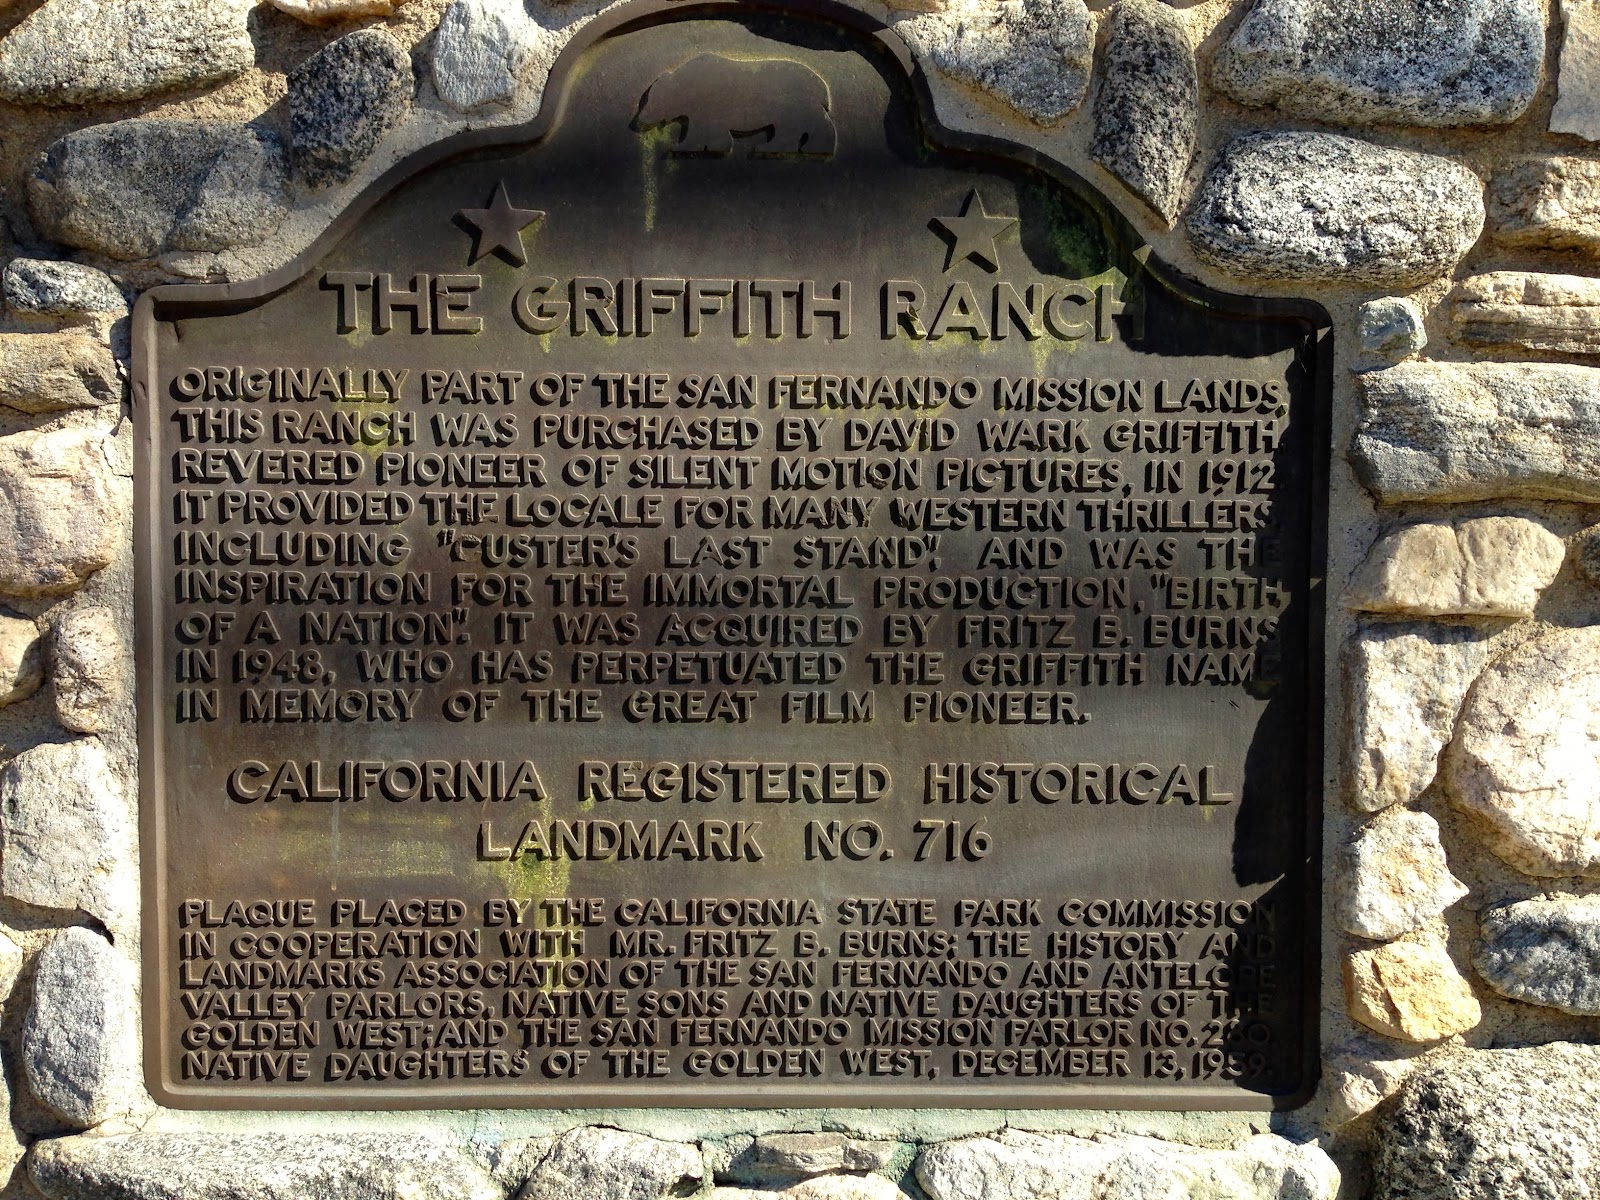 THE GRIFFITH RANCH
ORIGINALLY PART OF THE SAN FERNANDO MISSION LANDS,
THIS RANCH WAS PURCHASED BY DAVID WARK GRIFFITH
REVERED PIONEER OF SILENT MOTION PICTURES, IN 1912.
IT PROVIDED THE LOCALE FOR MANY WESTERN THRILLERS,
INCLUDING "CUSTER'S LAST STAND", AND WAS THE
INSPIRATION FOR THE IMMORTAL PRODUCTION, "BIRTH
OF A NATION". IT WAS ACQUIRED BY FRITZ B. BURNS
IN 1948, WHO HAS PERPETUATED THE GRIFFITH NAME
IN MEMORY OF THE GREAT FILM PIONEER.
CALIFORNIA REGISTERED HISTORICAL
LANDMARK NO. 716
PLAQUE PLACED BY THE CALIFORNIA STATE PARK COMMISSION
IN COOPERATION WITH MR. FRITZ B. BURNS; THE HISTORY AND
LANDMARKS ASSOCIATION OF THE SAN FERNANDO AND ANTELOPE
VALLEY PARLORS, NATIVE SONS AND NATIVE DAUGHTERS OF THE
GOLDEN WEST; AND THE SAN FERNANDO MISSION PARLOR NO. 280,
NATIVE DAUGHTERS OF THE GOLDEN WEST, DECEMBER 13, 1959.